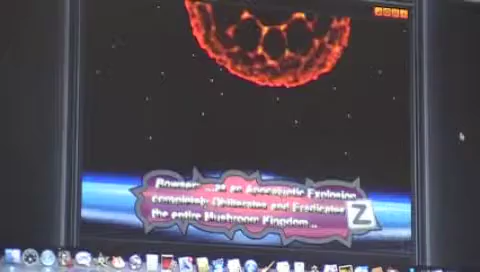 Bowser: ...as an Apocalyptic Explosion
completely Obliterates and Eradicates
the entire Mushroom Kingdom...
Z